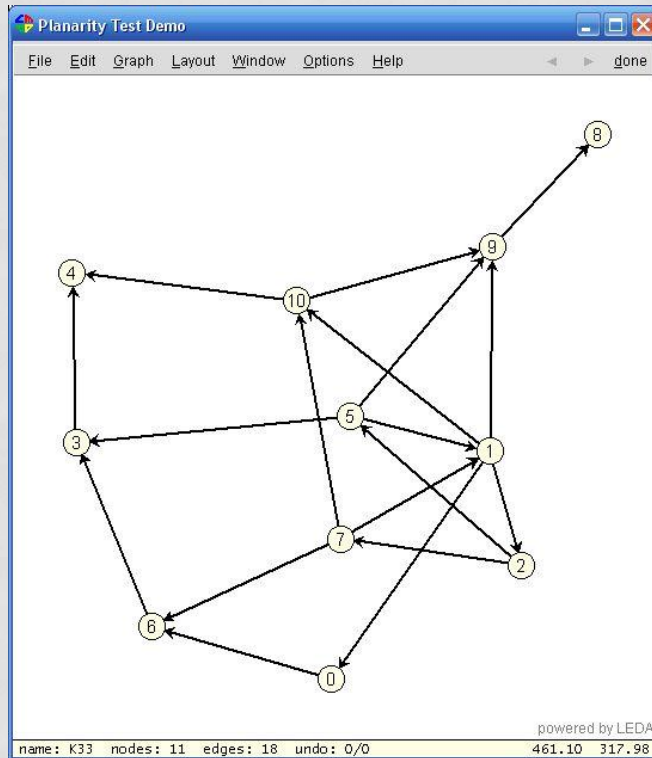 Planarity Test Demo
File Edit Graph Layout Window Options Help done
8
9
4
10
5
3
1
7
2
6
0
powered by LEDA
name: K33 nodes: 11 edges: 18 undo: 0/0 461.10 317.98